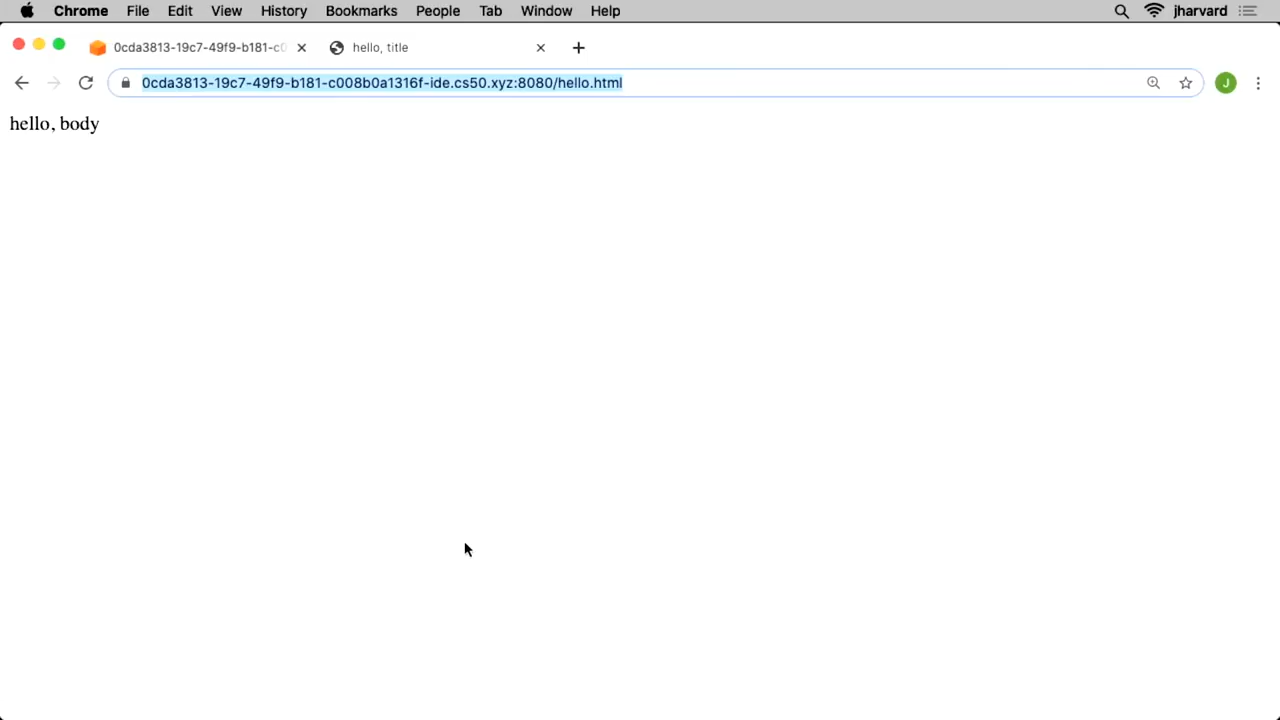 Chrome File Edit View History Bookmarks People Tab Window Help jharvard
0cda3813-19c7-49f9-b181-c0 hello, title
0cda3813-19c7-49f9-b181-c008b0a1316f-ide.cs50.xyz:8080/hello.html J
hello, body